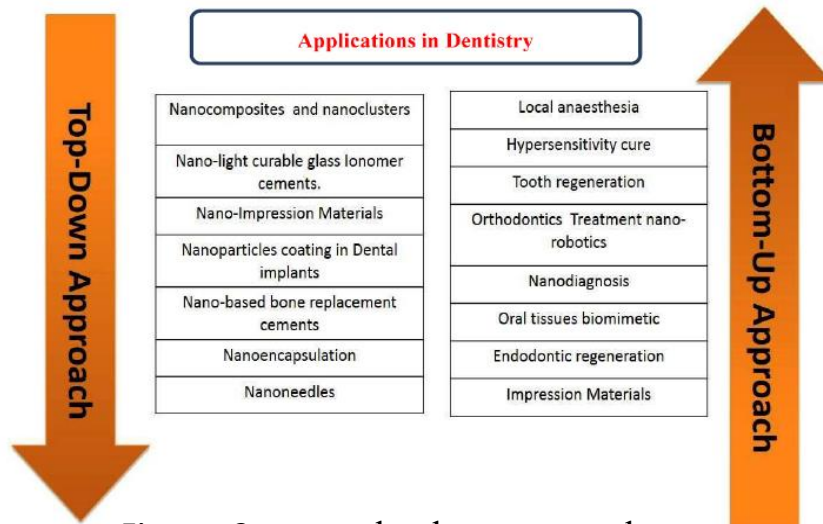 Applications in Dentistry
Top-Down Approach
Nanocomposites and nanoclusters
Nano-light curable glass Ionomer
cements.
Nano-Impression Materials
Nanoparticles coating in Dental
implants
Nano-based bone replacement
cements
Nanoencapsulation
Nanoneedles
Local anaesthesia
Hypersensitivity cure
Tooth regeneration
Orthodontics Treatment nano-
robotics
Nanodiagnosis
Oral tissues biomimetic
Endodontic regeneration
Impression Materials
Bottom-Up Approach